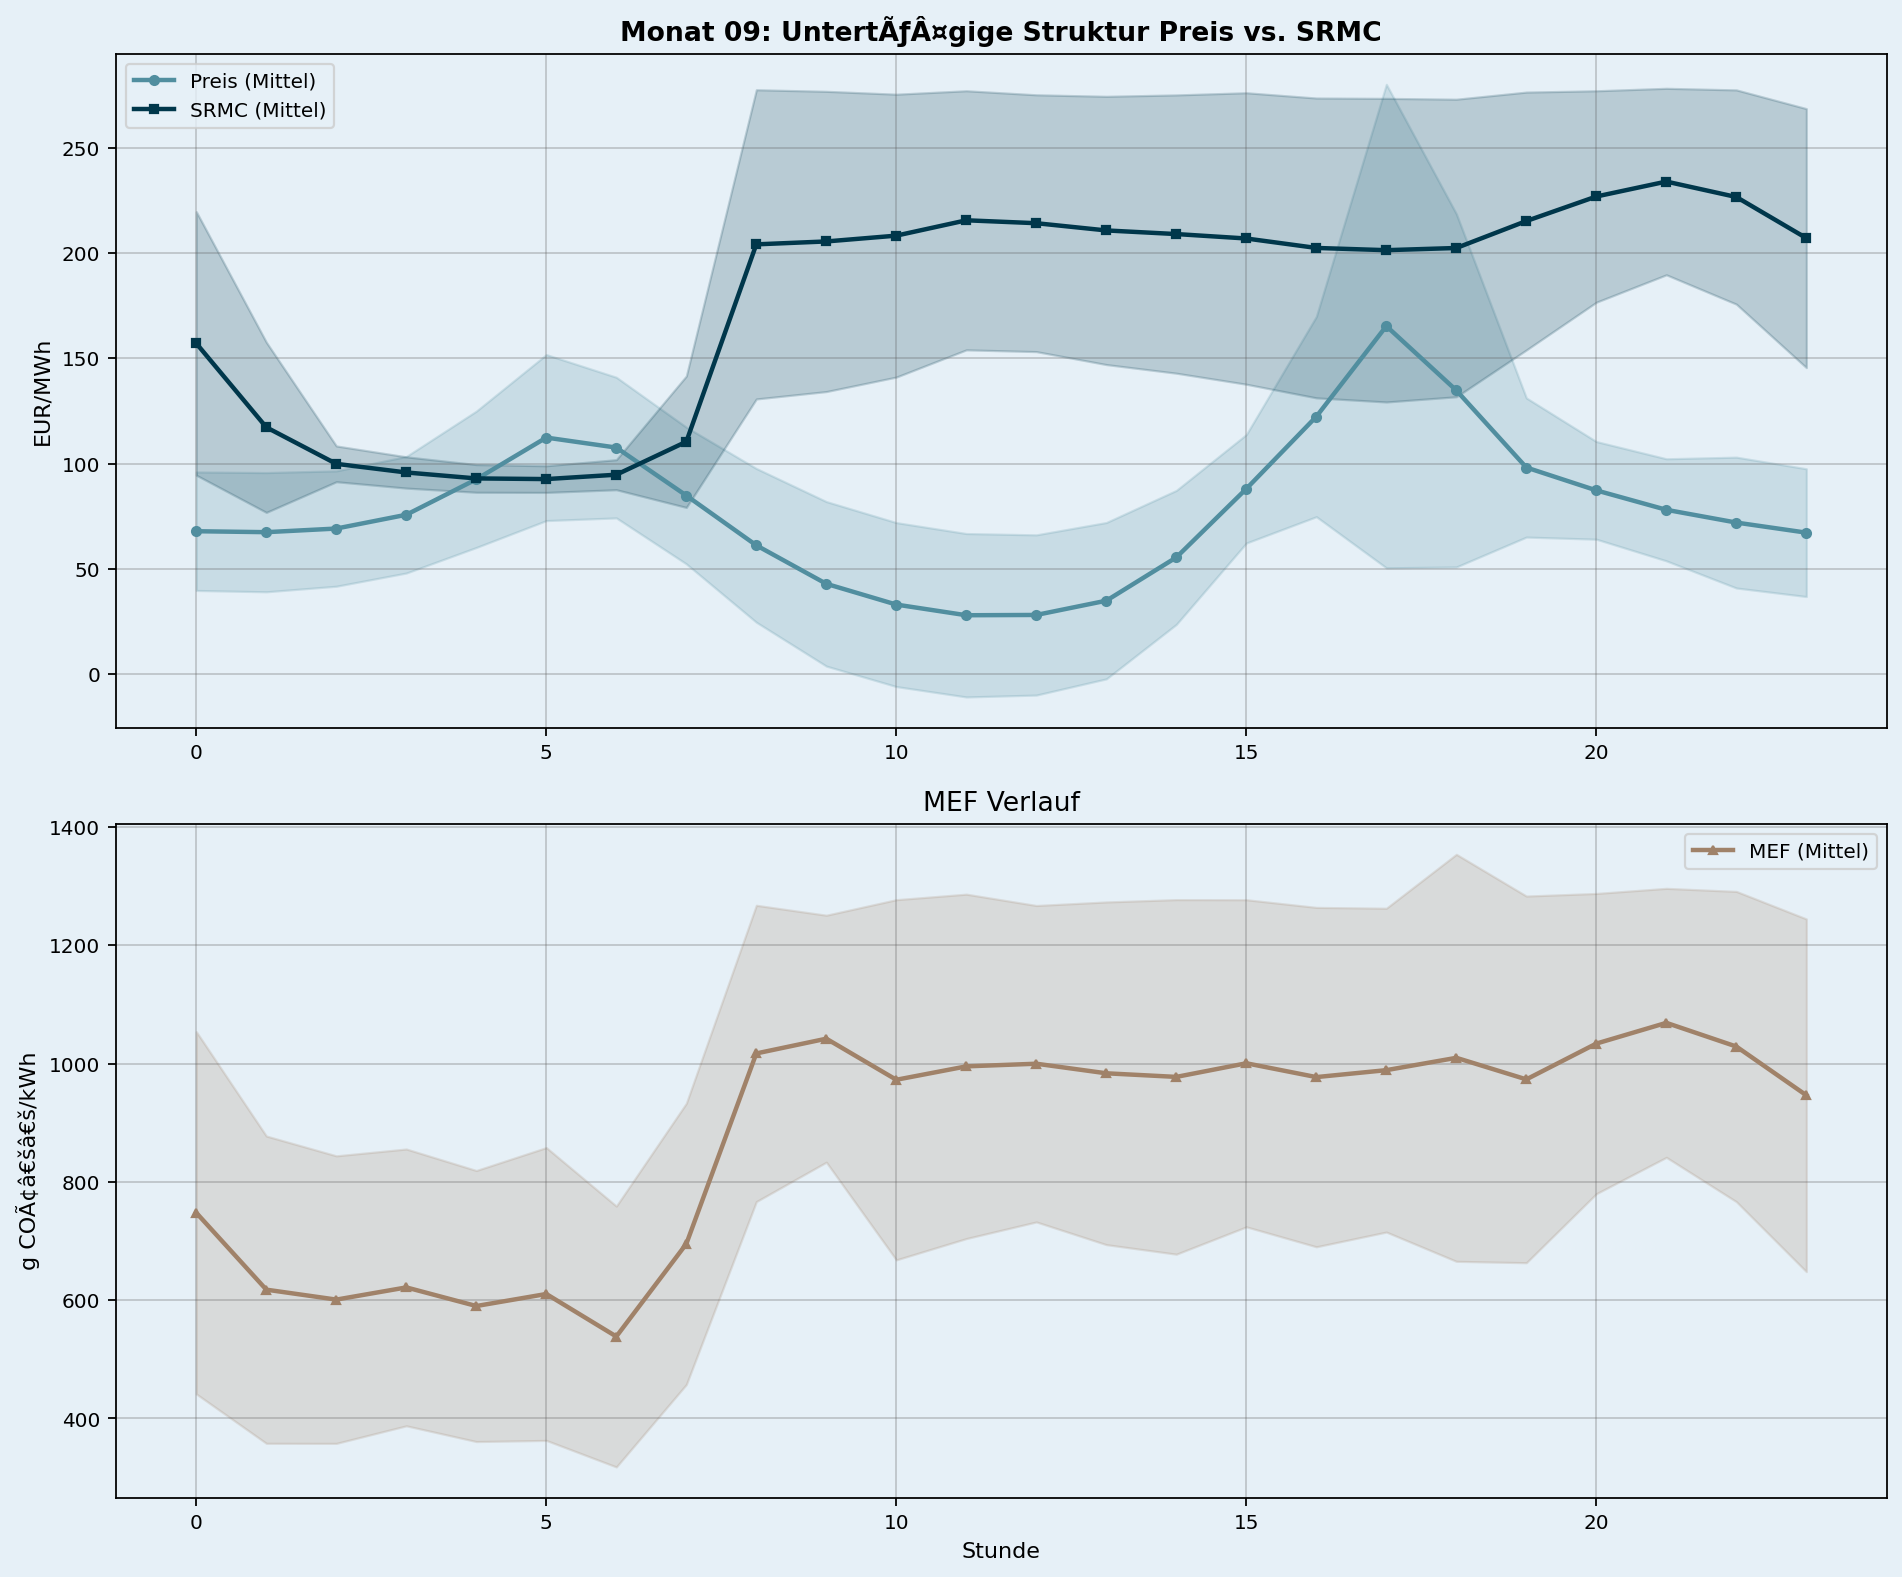 Monat 09: UntertÃƒÂ¤gige Struktur Preis vs. SRMC
Preis (Mittel)
SRMC (Mittel)
EUR/MWh
250
200
150
100
50
0
0 5 10 15 20
MEF Verlauf
MEF (Mittel)
g COÃ¢â€šâ€š/kWh
1400
1200
1000
800
600
400
0 5 10 15 20
Stunde